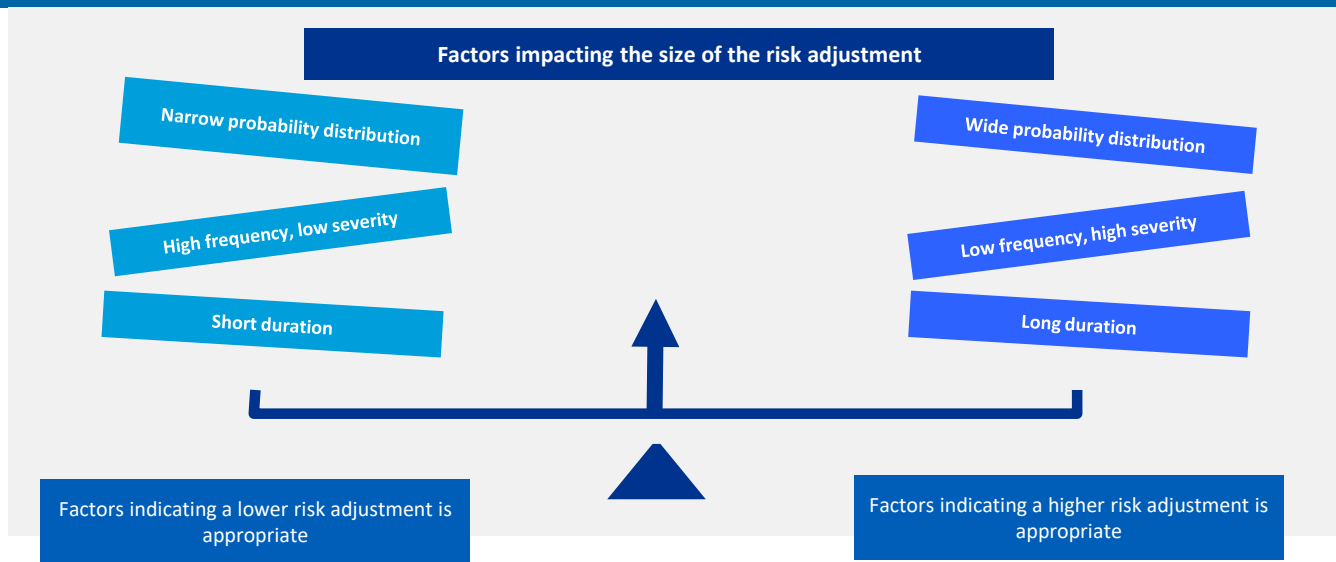 Factors impacting the size of the risk adjustment
Narrow probability distribution
Wide probability distribution
High frequency, low severity
Low frequency, high severity
Short duration
Long duration
Factors indicating a lower risk adjustment is
appropriate
Factors indicating a higher risk adjustment is
appropriate